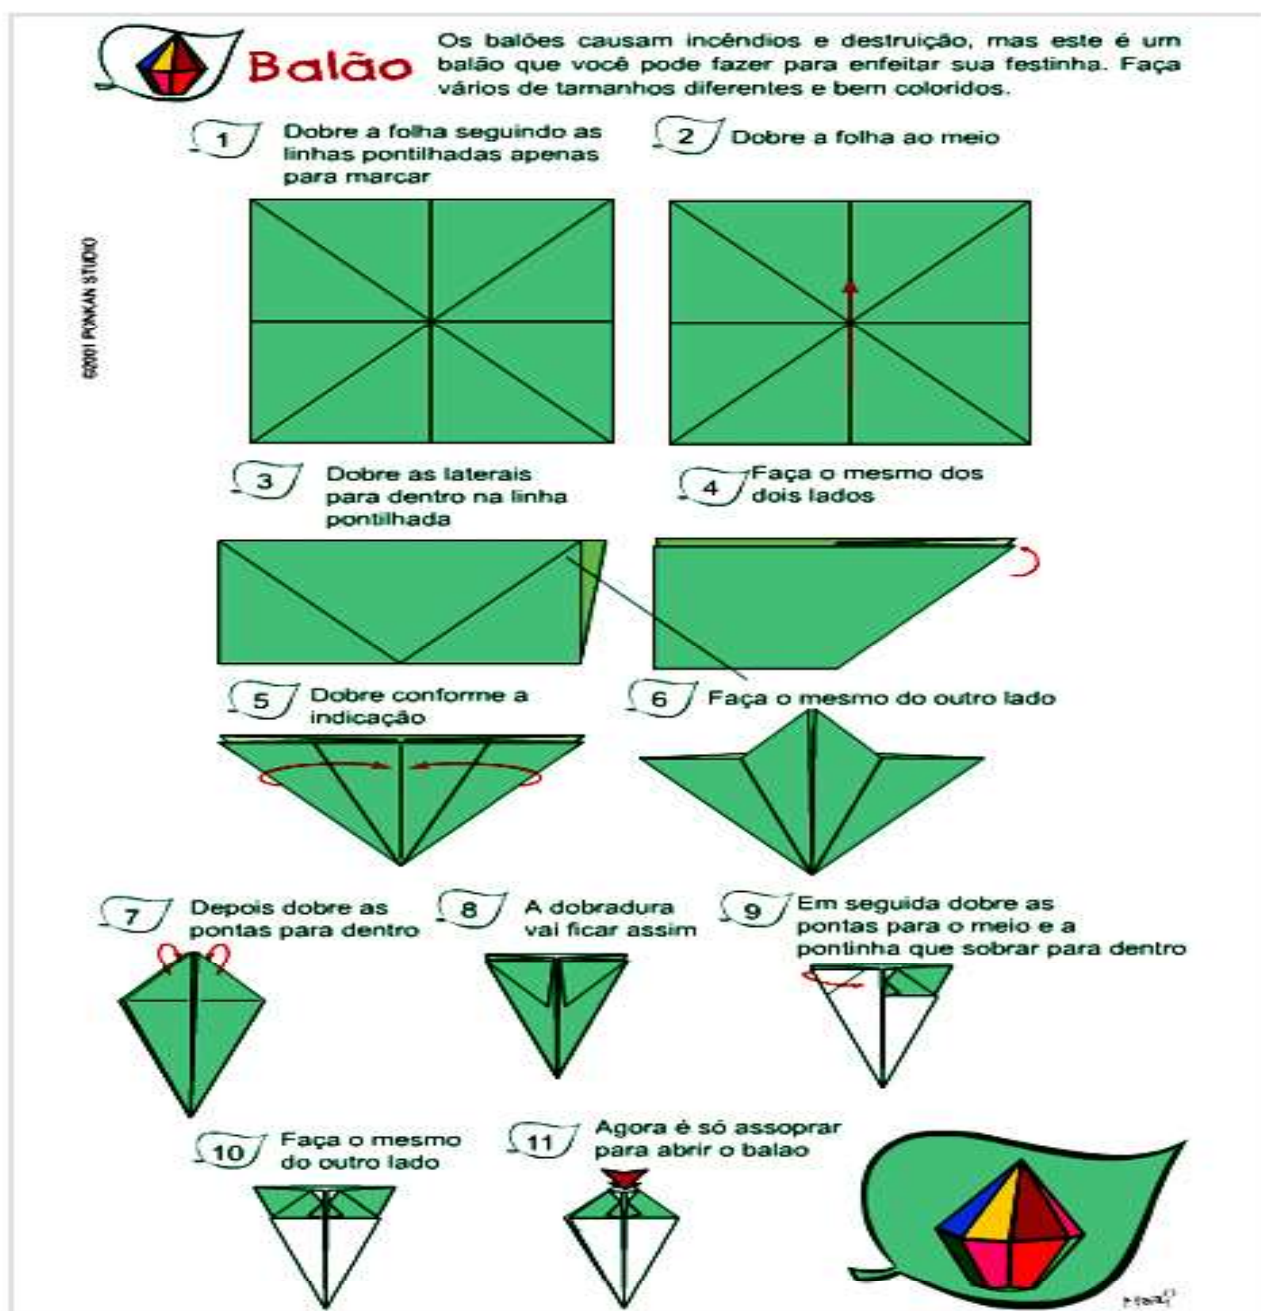 Balão
Os balões causam incêndios e destruição, mas este é um
balão que você pode fazer para enfeitar sua festinha. Faça
vários de tamanhos diferentes e bem coloridos.
1
Dobre a folha seguindo as
linhas pontilhadas apenas
para marcar
2
Dobre a folha ao meio
©2001 PONKAN STUDIO
3
Dobre as laterais
para dentro na linha
pontilhada
4
Faça o mesmo dos
dois lados
5
Dobre conforme a
indicação
6
Faça o mesmo do outro lado
7
Depois dobre as
pontas para dentro
8
A dobradura
vai ficar assim
9
Em seguida dobre as
pontas para o meio e a
pontinha que sobrar para dentro
10
Faça o mesmo
do outro lado
11
Agora é só assoprar
para abrir o balao